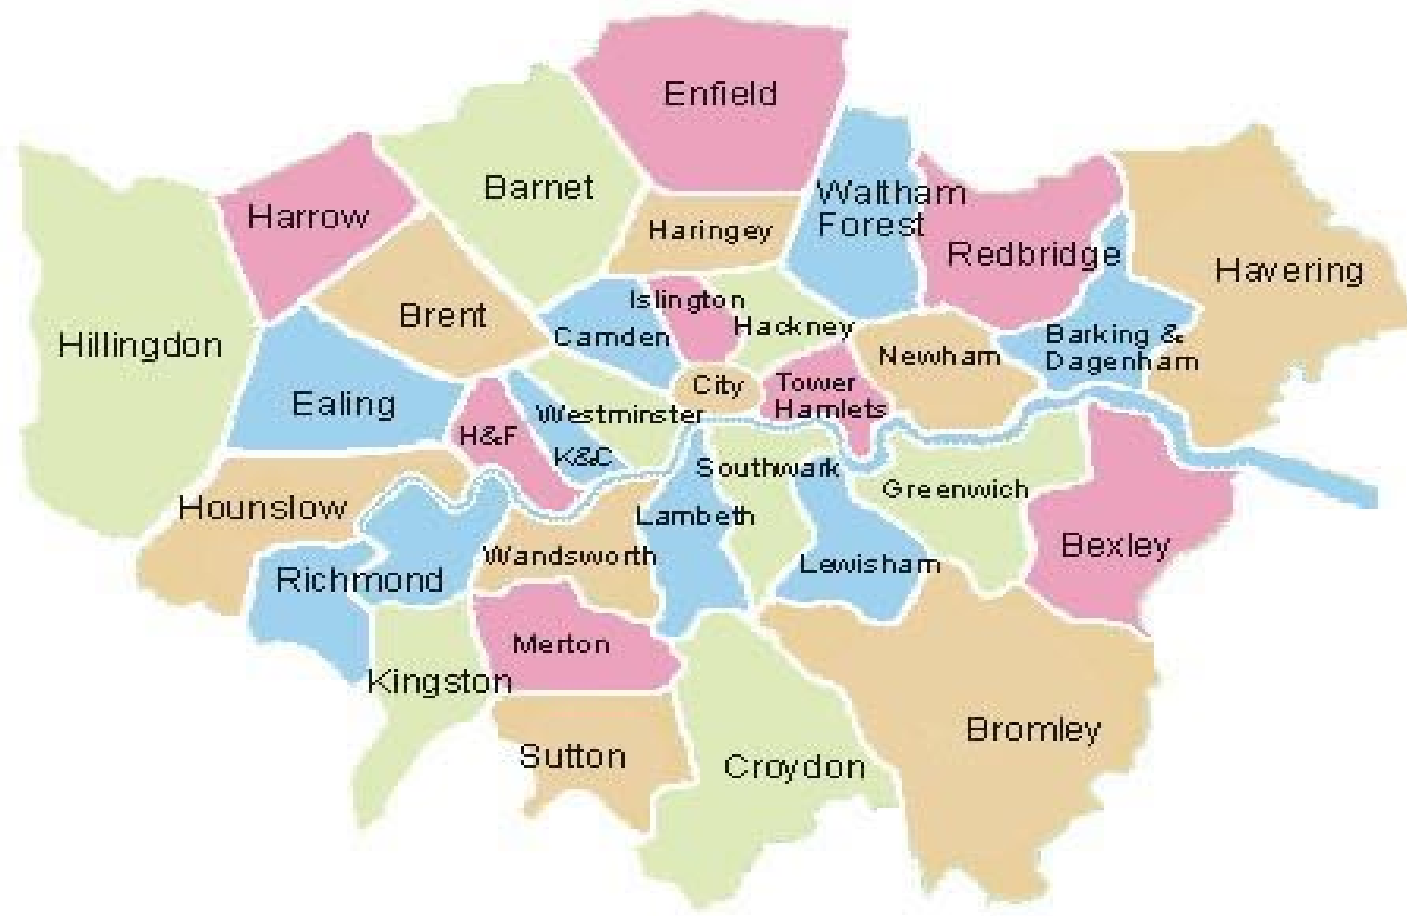 Enfield
Barnet
Waltham
Forest
Harrow
Haringey
Redbridge
Havering
Islington
Brent
Camden
Hackney
Hillingdon
Newham
Barking &
Dagenham
City
Tower
Hamlets
Ealing
Westminster
H&F
K&C
Southwark
Greenwich
Hounslow
Lambeth
Bexley
Wandsworth
Lewisham
Richmond
Merton
Kingston
Bromley
Sutton
Croydon